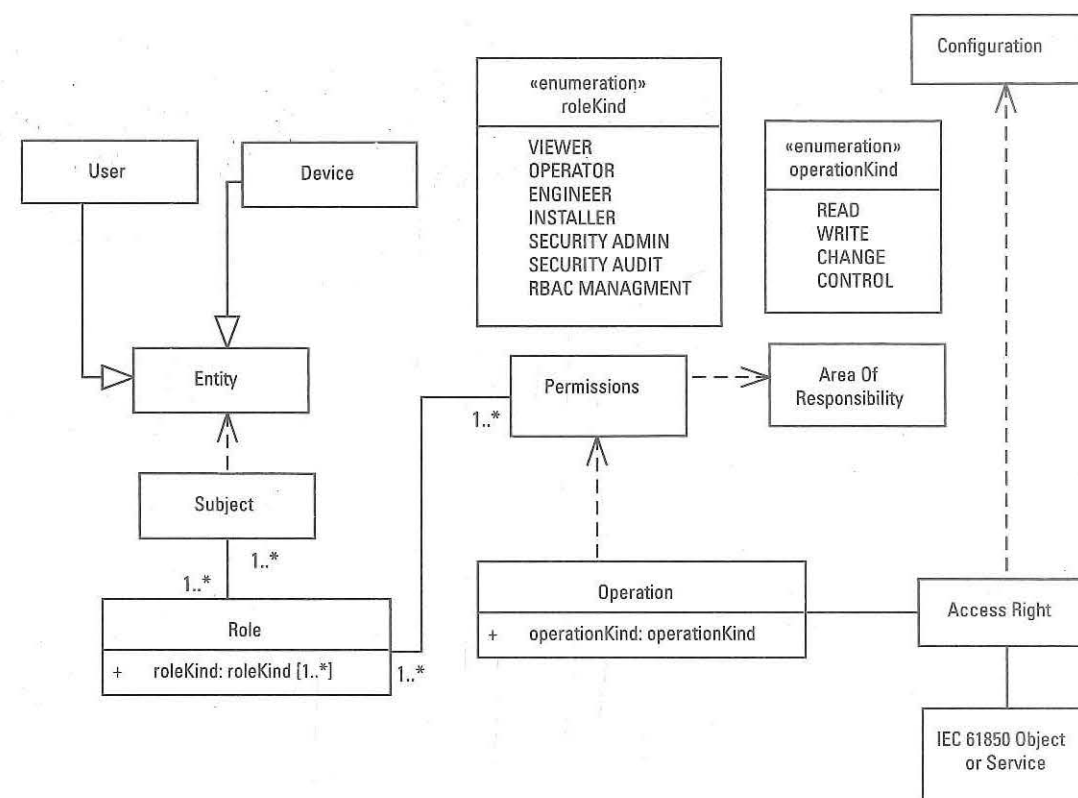 Configuration
«enumeration»
roleKind
VIEWER
OPERATOR
ENGINEER
INSTALLER
SECURITY ADMIN
SECURITY AUDIT
RBAC MANAGMENT
«enumeration»
operationKind
READ
WRITE
CHANGE
CONTROL
User
Device
Entity
Permissions
1..*
Area Of
Responsibility
Subject
1..*
1..*
Role
+ roleKind: roleKind [1..*]
1..*
Operation
+ operationKind: operationKind
Access Right
IEC 61850 Object
or Service